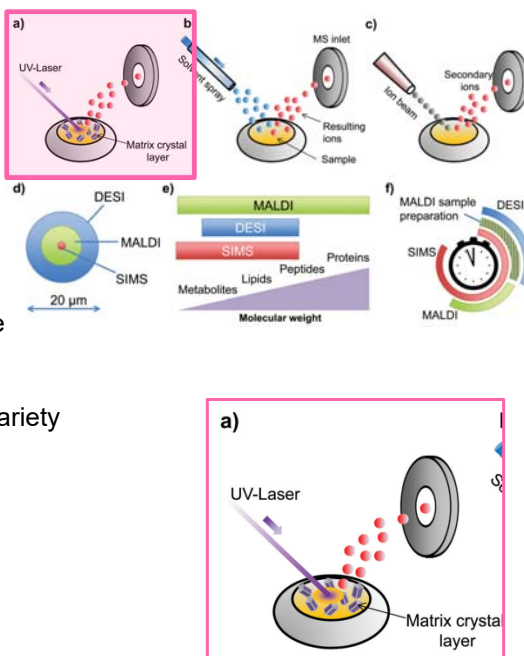 a)
UV-Laser
Matrix crystal
layer
b)
Solvent spray
MS inlet
Resulting
ions
Sample
c)
Ion beam
Secondary
ions
d)
DESI
MALDI
SIMS
20 μm
e)
MALDI
DESI
SIMS
Metabolites
Lipids
Peptides
Proteins
Molecular weight
f)
MALDI sample
preparation
DESI
SIMS
MALDI
e
ariety
a)
UV-Laser
Matrix crystal
layer